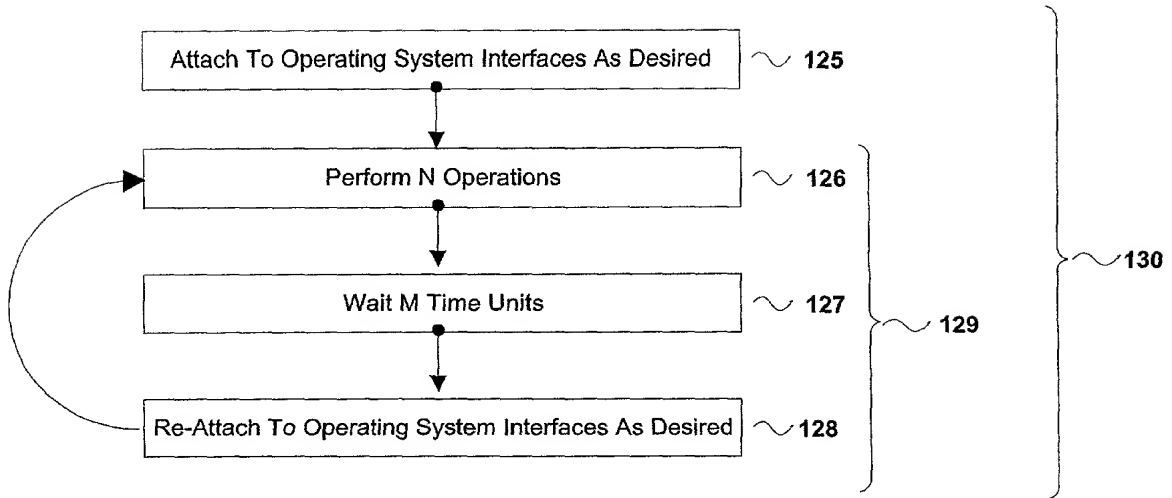 Attach To Operating System Interfaces As Desired 125
Perform N Operations 126
Wait M Time Units 127
Re-Attach To Operating System Interfaces As Desired 128
129
130